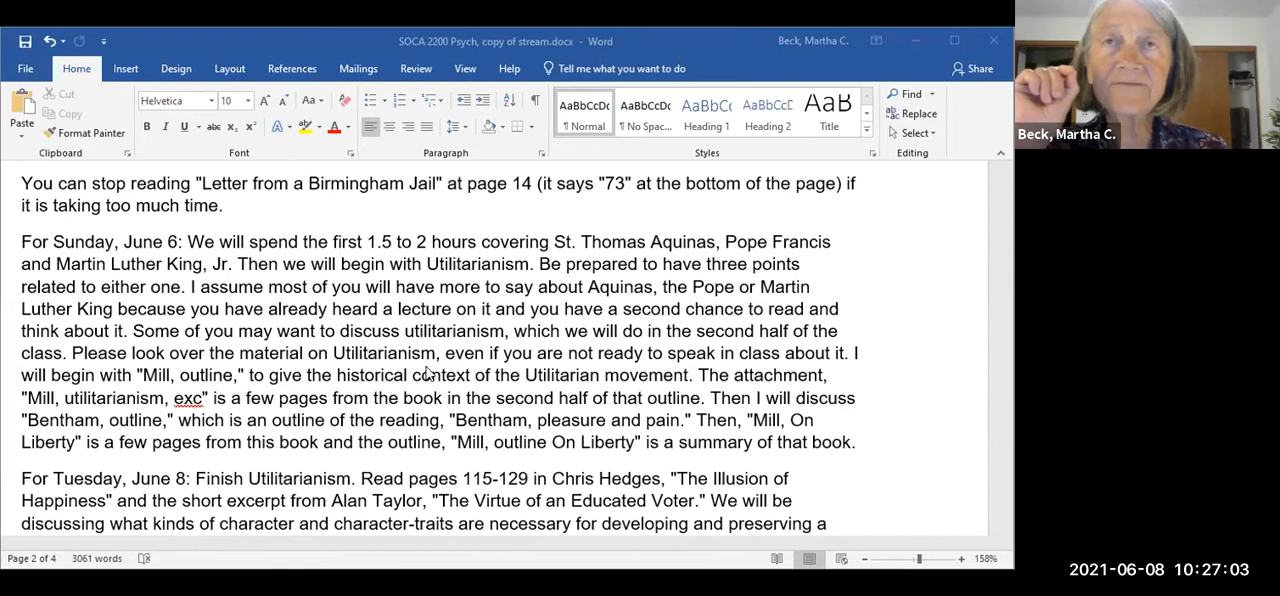 SOCA 2200 Psych, copy of stream.docx - Word
Beck, Martha C.
File Home Insert Design Layout References Mailings Review View Help Tell me what you want to do Share
Paste
Cut
Copy
Format Painter
Clipboard
Helvetica 10
Font
Paragraph
AaBbCcDc AaBbCcDc AaBbC AaBbCcD AaB
¶ Normal ¶ No Spac... Heading 1 Heading 2 Title
Styles
Find
Replace
Select
Editing
Beck, Martha C.
You can stop reading "Letter from a Birmingham Jail" at page 14 (it says "73" at the bottom of the page) if
it is taking too much time.
For Sunday, June 6: We will spend the first 1.5 to 2 hours covering St. Thomas Aquinas, Pope Francis
and Martin Luther King, Jr. Then we will begin with Utilitarianism. Be prepared to have three points
related to either one. I assume most of you will have more to say about Aquinas, the Pope or Martin
Luther King because you have already heard a lecture on it and you have a second chance to read and
think about it. Some of you may want to discuss utilitarianism, which we will do in the second half of the
class. Please look over the material on Utilitarianism, even if you are not ready to speak in class about it. I
will begin with "Mill, outline," to give the historical context of the Utilitarian movement. The attachment,
"Mill, utilitarianism, exc" is a few pages from the book in the second half of that outline. Then I will discuss
"Bentham, outline," which is an outline of the reading, "Bentham, pleasure and pain." Then, "Mill, On
Liberty" is a few pages from this book and the outline, "Mill, outline On Liberty" is a summary of that book.
For Tuesday, June 8: Finish Utilitarianism. Read pages 115-129 in Chris Hedges, "The Illusion of
Happiness" and the short excerpt from Alan Taylor, "The Virtue of an Educated Voter." We will be
discussing what kinds of character and character-traits are necessary for developing and preserving a
Page 2 of 4 3061 words
158%
2021-06-08 10:27:03